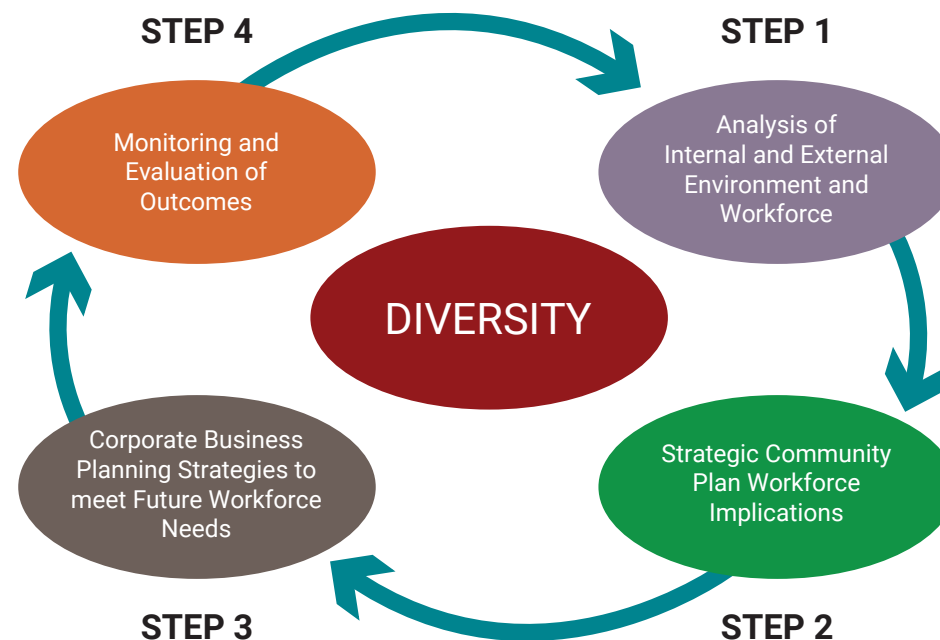 STEP 4
STEP 1
Monitoring and
Evaluation of
Outcomes
Analysis of
Internal and External
Environment and
Workforce
DIVERSITY
Corporate Business
Planning Strategies to
meet Future Workforce
Needs
Strategic Community
Plan Workforce
Implications
STEP 3
STEP 2